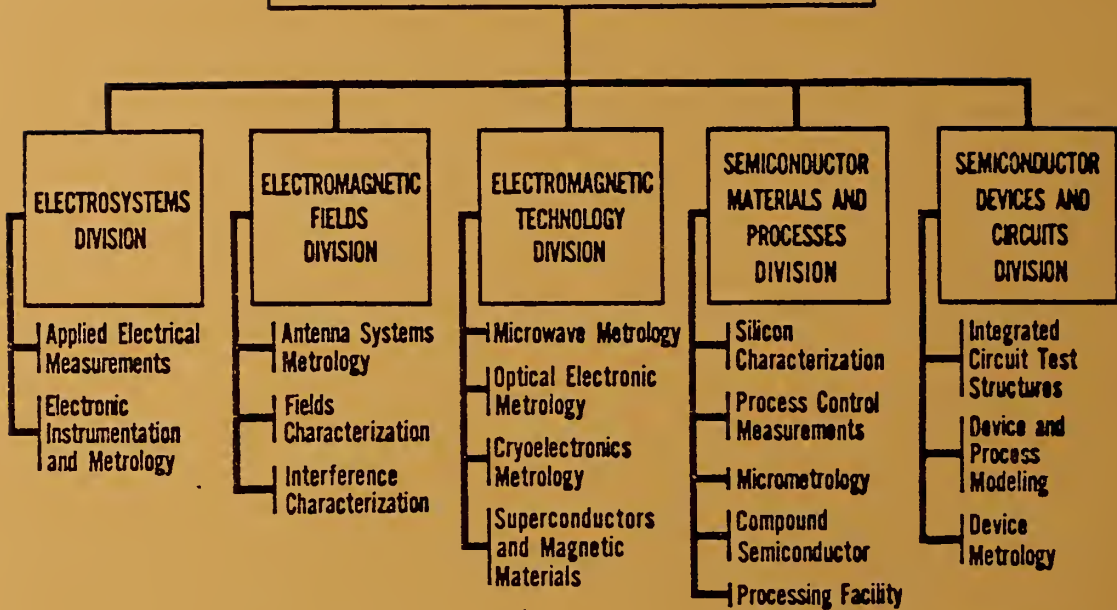 ELECTROSYSTEMS
DIVISION
Applied Electrical
Measurements
Electronic
Instrumentation
and Metrology
ELECTROMAGNETIC
FIELDS
DIVISION
Antenna Systems
Metrology
Fields
Characterization
Interference
Characterization
ELECTROMAGNETIC
TECHNOLOGY
DIVISION
Microwave Metrology
Optical Electronic
Metrology
Cryoelectronics
Metrology
Superconductors
and Magnetic
Materials
SEMICONDUCTOR
MATERIALS AND
PROCESSES
DIVISION
Silicon
Characterization
Process Control
Measurements
Micrometrology
Compound
Semiconductor
Processing Facility
SEMICONDUCTOR
DEVICES AND
CIRCUITS
DIVISION
Integrated
Circuit Test
Structures
Device and
Process
Modeling
Device
Metrology